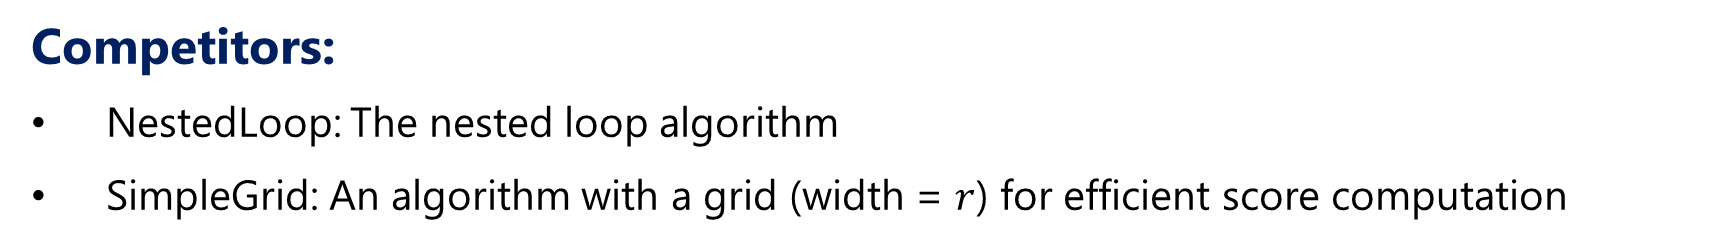 Competitors:
• NestedLoop: The nested loop algorithm
• SimpleGrid: An algorithm with a grid (width = 𝑟) for efficient score computation